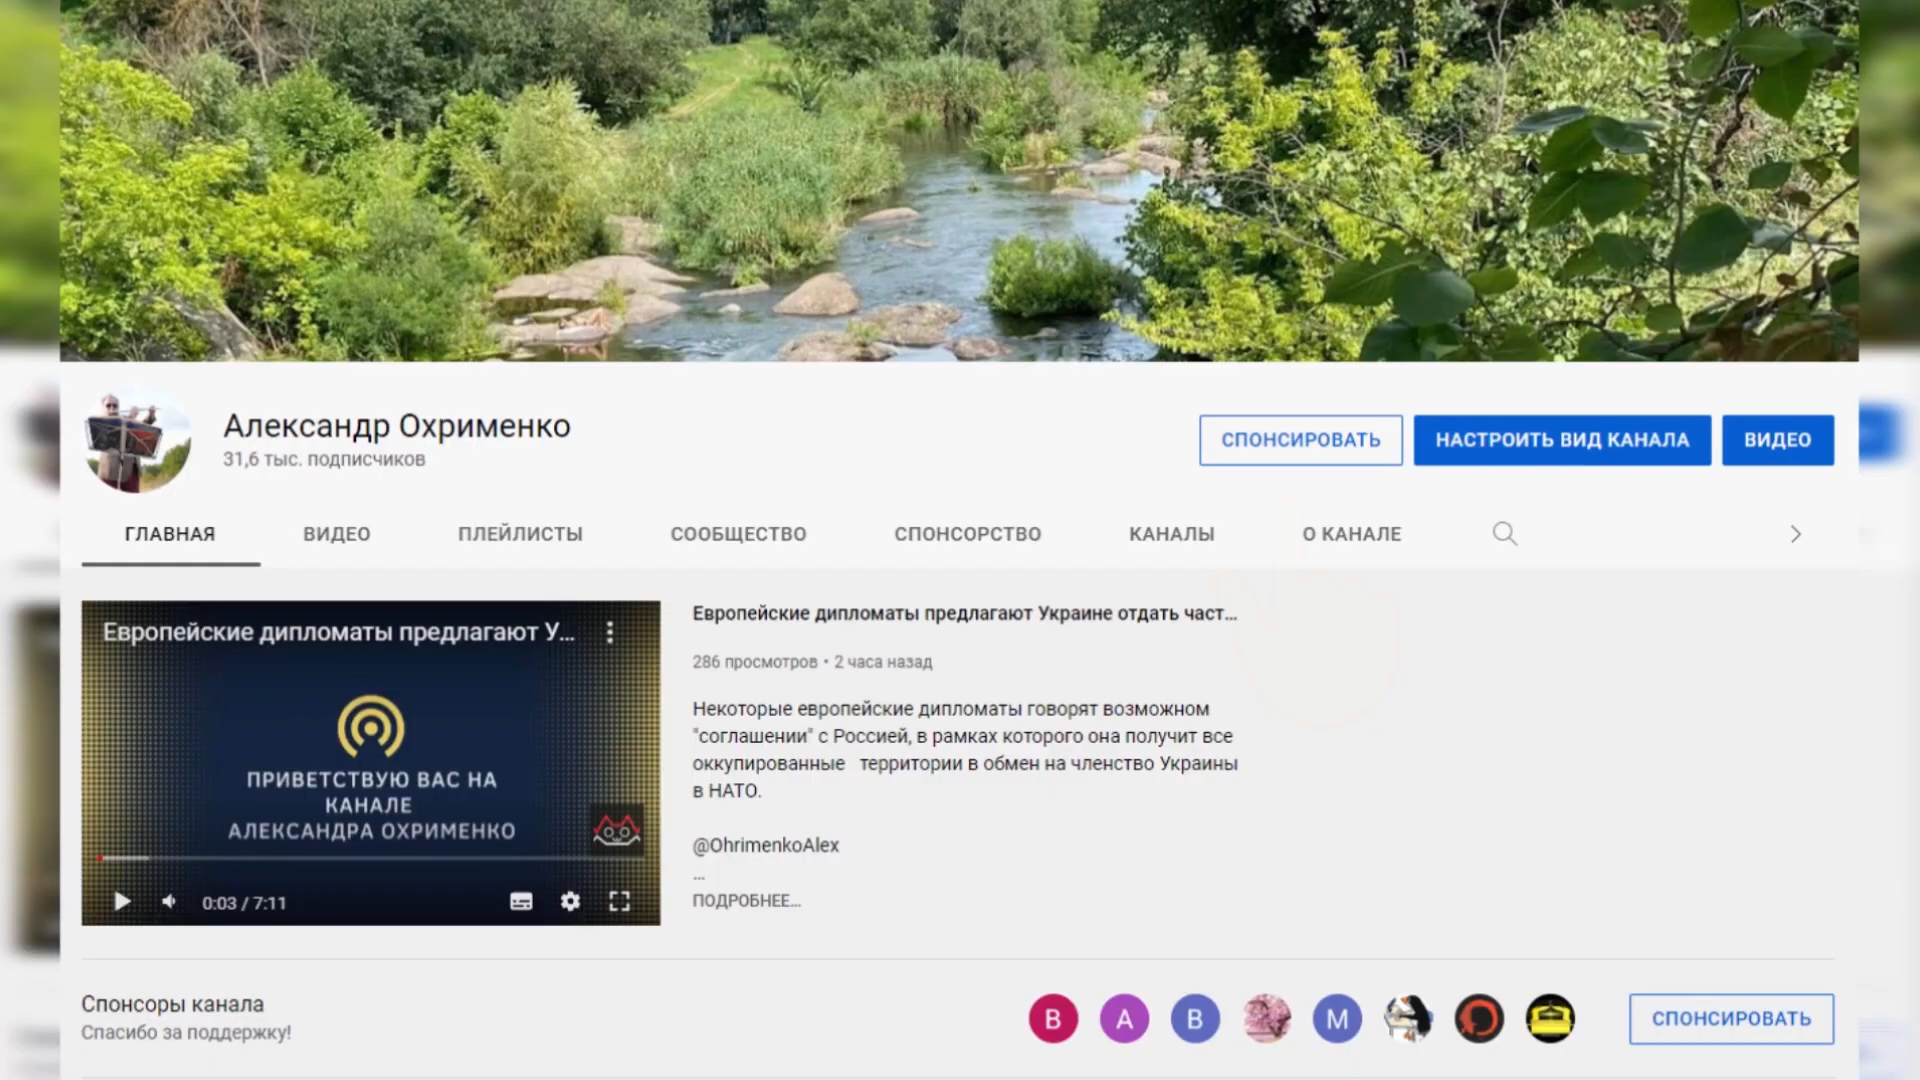 Александр Охрименко
31,6 тыс. подписчиков
СПОНСИРОВАТЬ
НАСТРОИТЬ ВИД КАНАЛА
ВИДЕО
ГЛАВНАЯ
ВИДЕО
ПЛЕЙЛИСТЫ
СООБЩЕСТВО
СПОНСОРСТВО
КАНАЛЫ
О КАНАЛЕ
Европейские дипломаты предлагают У...
ПРИВЕТСТВУЮ ВАС НА
КАНАЛЕ
АЛЕКСАНДРА ОХРИМЕНКО
0:03 / 7:11
Европейские дипломаты предлагают Украине отдать част...
286 просмотров • 2 часа назад
Некоторые европейские дипломаты говорят возможном
"соглашении" с Россией, в рамках которого она получит все
оккупированные территории в обмен на членство Украины
в НАТО.
@OhrimenkoAlex
...
ПОДРОБНЕЕ...
Спонсоры канала
Спасибо за поддержку!
В
А
В
М
СПОНСИРОВАТЬ